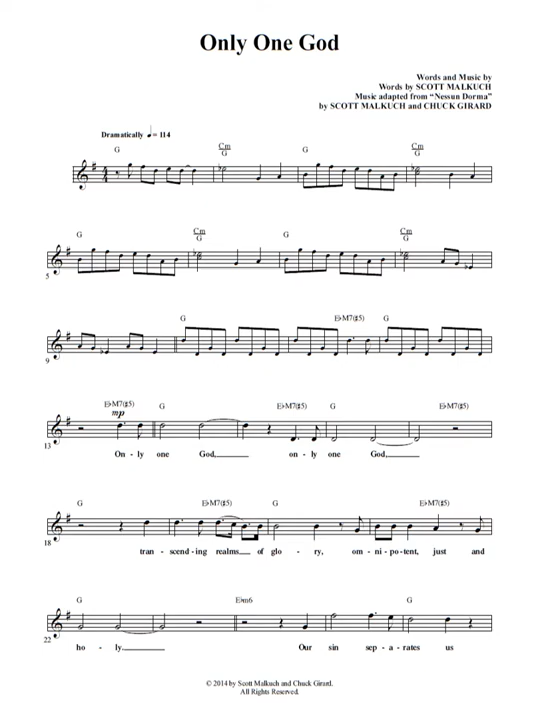 Only One God
Words and Music by
Words by SCOTT MALKUCH
Music adapted from “Nessun Dorma”
by SCOTT MALKUCH and CHUCK GIRARD
Dramatically ♩= 114
G Cm G G Cm G
5
G Cm G G Cm G
9
G E♭M7(♯5) G
E♭M7(♯5) G E♭M7(♯5) G E♭M7(♯5)
mp
13
On - ly one God, on - ly one God,
G E♭M7(♯5) G E♭M7(♯5)
18
tran - scend - ing realms of glo - ry, om - ni - po - tent, just and
G E♭m6 G
22
ho - ly. Our sin sep - a - rates us
© 2014 by Scott Malkuch and Chuck Girard.
All Rights Reserved.